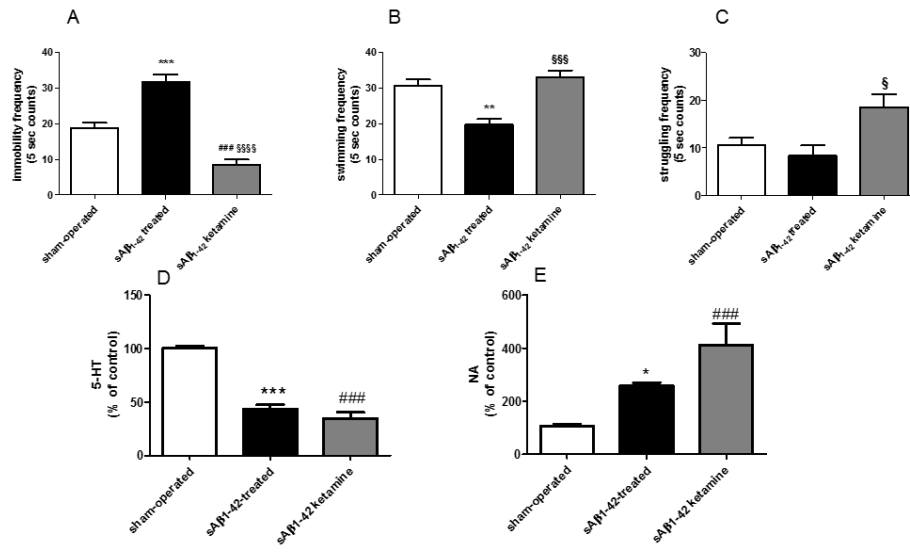 A
immobility frequency
(5 sec counts)
40
30
20
10
0
***
### §§§§
sham-operated
sAβ1-42 treated
sAβ1-42 ketamine
B
swimming frequency
(5 sec counts)
40
30
20
10
0
**
§§§
sham-operated
sAβ1-42 treated
sAβ1-42 ketamine
C
struggling frequency
(5 sec counts)
30
20
10
0
§
sham-operated
sAβ1-42 treated
sAβ1-42 ketamine
D
5-HT
(% of control)
150
100
50
0
***
###
sham-operated
sAβ1-42-treated
sAβ1-42 ketamine
E
NA
(% of control)
600
400
200
0
*
###
sham-operated
sAβ1-42-treated
sAβ1-42 ketamine